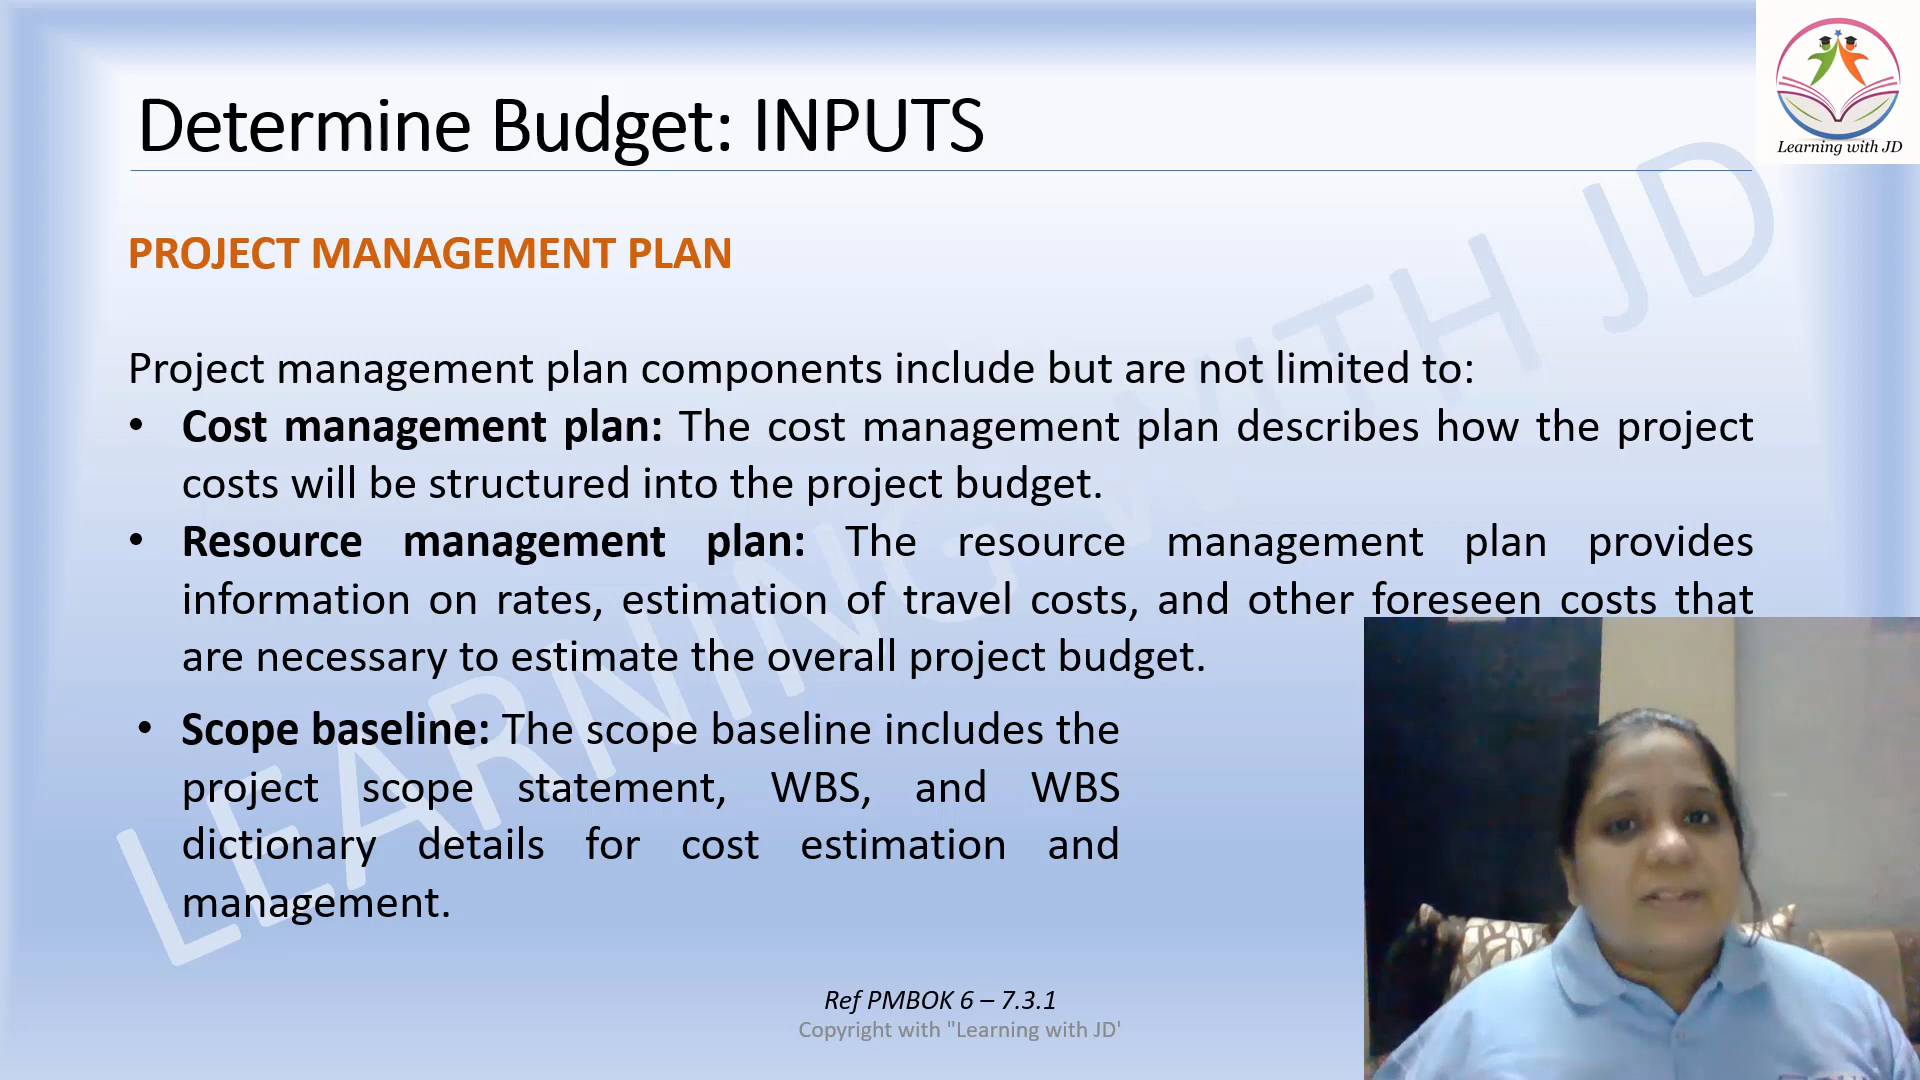 Determine Budget: INPUTS
Learning with JD
PROJECT MANAGEMENT PLAN
Project management plan components include but are not limited to:
• Cost management plan: The cost management plan describes how the project
costs will be structured into the project budget.
• Resource management plan: The resource management plan provides
information on rates, estimation of travel costs, and other foreseen costs that
are necessary to estimate the overall project budget.
• Scope baseline: The scope baseline includes the
project scope statement, WBS, and WBS
dictionary details for cost estimation and
management.
LEARNING WITH JD
Ref PMBOK 6 – 7.3.1
Copyright with "Learning with JD'